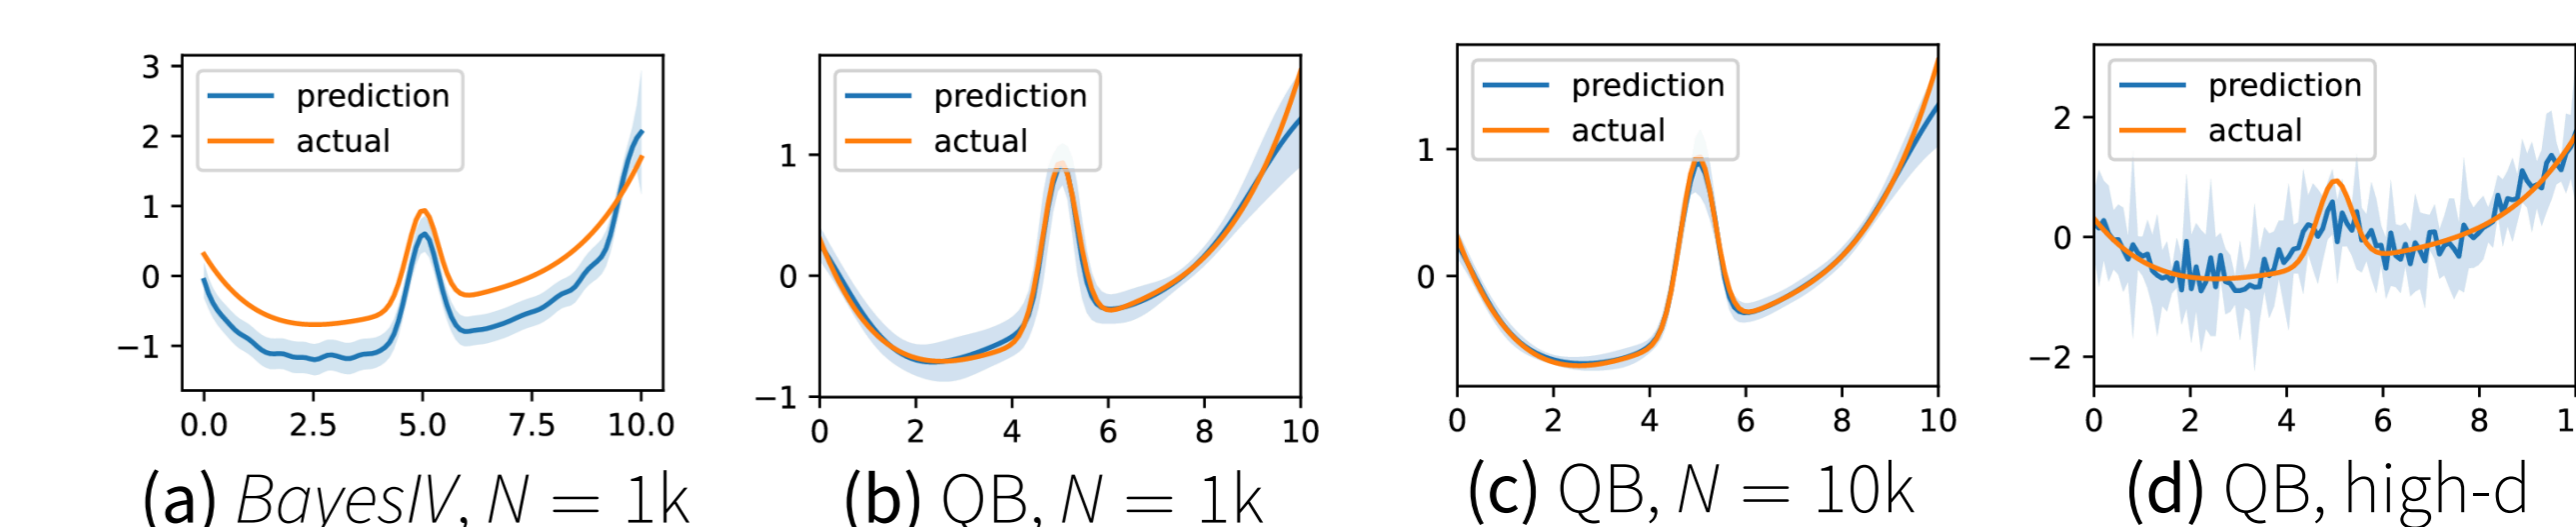 3
2
1
0
−1
prediction
actual
0.0 2.5 5.0 7.5 10.0
(a) BayesIV, N = 1k
1
0
−1
prediction
actual
0 2 4 6 8 10
(b) QB, N = 1k
1
0
prediction
actual
0 2 4 6 8 10
(c) QB, N = 10k
2
0
−2
prediction
actual
0 2 4 6 8 1
(d) QB, high-d